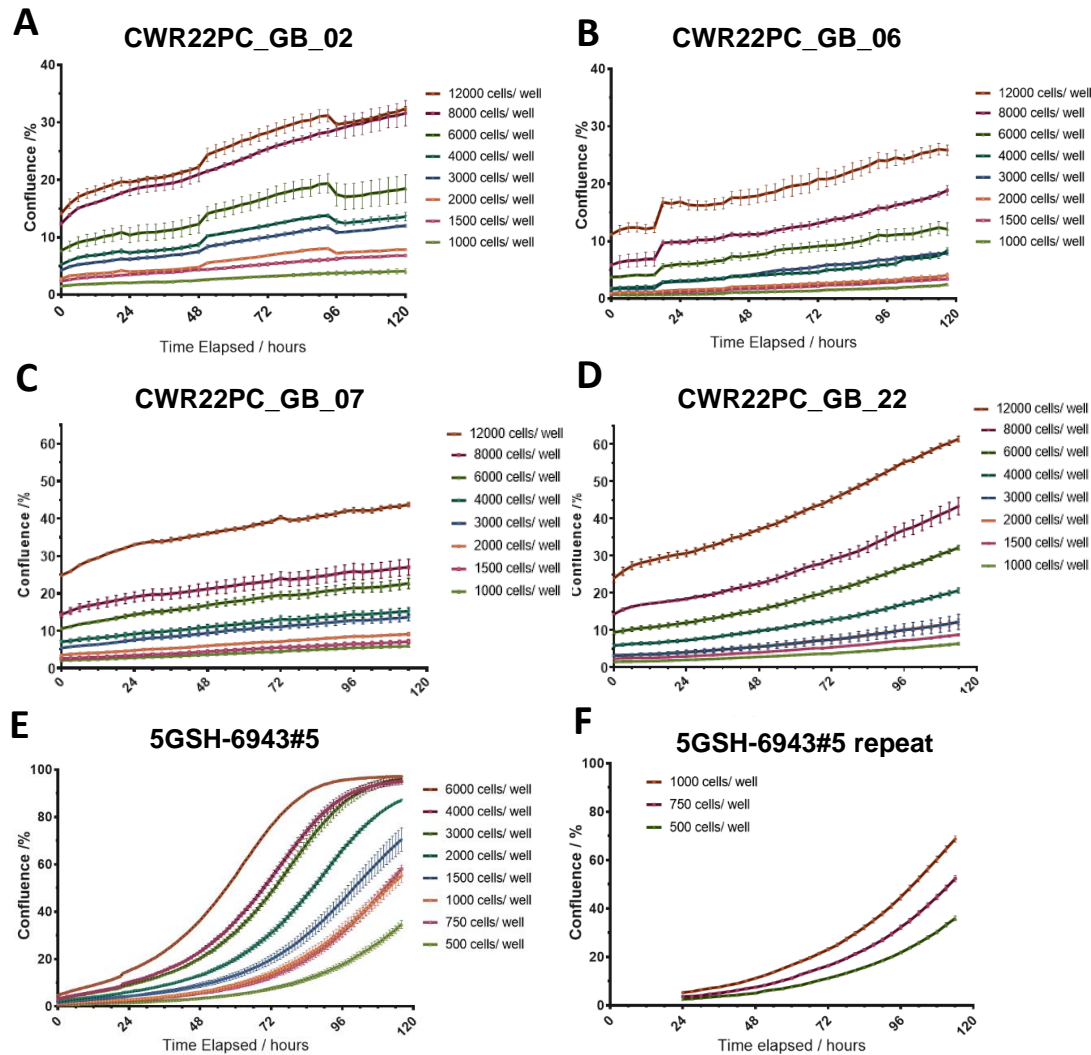 A
CWR22PC_GB_02
40
30
20
10
0
Confluence /%
0
24
48
72
96
120
Time Elapsed / hours
12000 cells/ well
8000 cells/ well
6000 cells/ well
4000 cells/ well
3000 cells/ well
2000 cells/ well
1500 cells/ well
1000 cells/ well
B
CWR22PC_GB_06
40
30
20
10
0
Confluence /%
0
24
48
72
96
120
Time Elapsed / hours
12000 cells/ well
8000 cells/ well
6000 cells/ well
4000 cells/ well
3000 cells/ well
2000 cells/ well
1500 cells/ well
1000 cells/ well
C
CWR22PC_GB_07
60
50
40
30
20
10
0
Confluence /%
0
24
48
72
96
120
12000 cells/ well
8000 cells/ well
6000 cells/ well
4000 cells/ well
3000 cells/ well
2000 cells/ well
1500 cells/ well
1000 cells/ well
D
CWR22PC_GB_22
60
50
40
30
20
10
0
Confluence /%
0
24
48
72
96
120
12000 cells/ well
8000 cells/ well
6000 cells/ well
4000 cells/ well
3000 cells/ well
2000 cells/ well
1500 cells/ well
1000 cells/ well
E
5GSH-6943#5
100
80
60
40
20
0
Confluence / %
0
24
48
72
96
120
Time Elapsed / hours
6000 cells/ well
4000 cells/ well
3000 cells/ well
2000 cells/ well
1500 cells/ well
1000 cells/ well
750 cells/ well
500 cells/ well
F
5GSH-6943#5 repeat
100
80
60
40
20
0
Confluence / %
0
24
48
72
96
120
Time elapsed / hours
1000 cells/ well
750 cells/ well
500 cells/ well